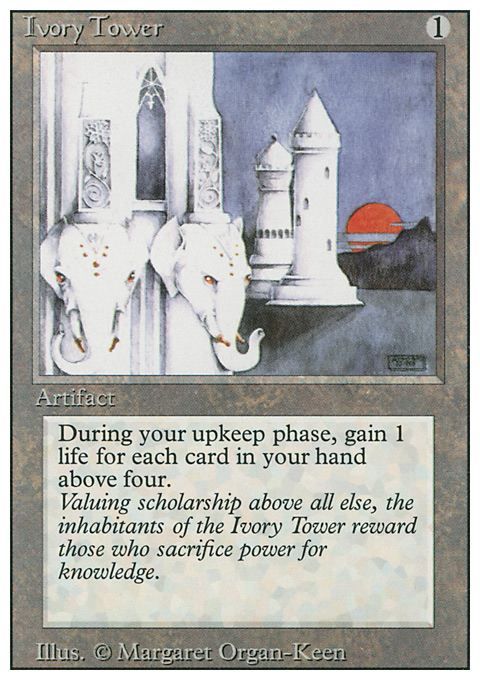 Ivory Tower 1
Artifact
During your upkeep phase, gain 1
life for each card in your hand
above four.
Valuing scholarship above all else, the
inhabitants of the Ivory Tower reward
those who sacrifice power for
knowledge.
Illus. © Margaret Organ-Keen